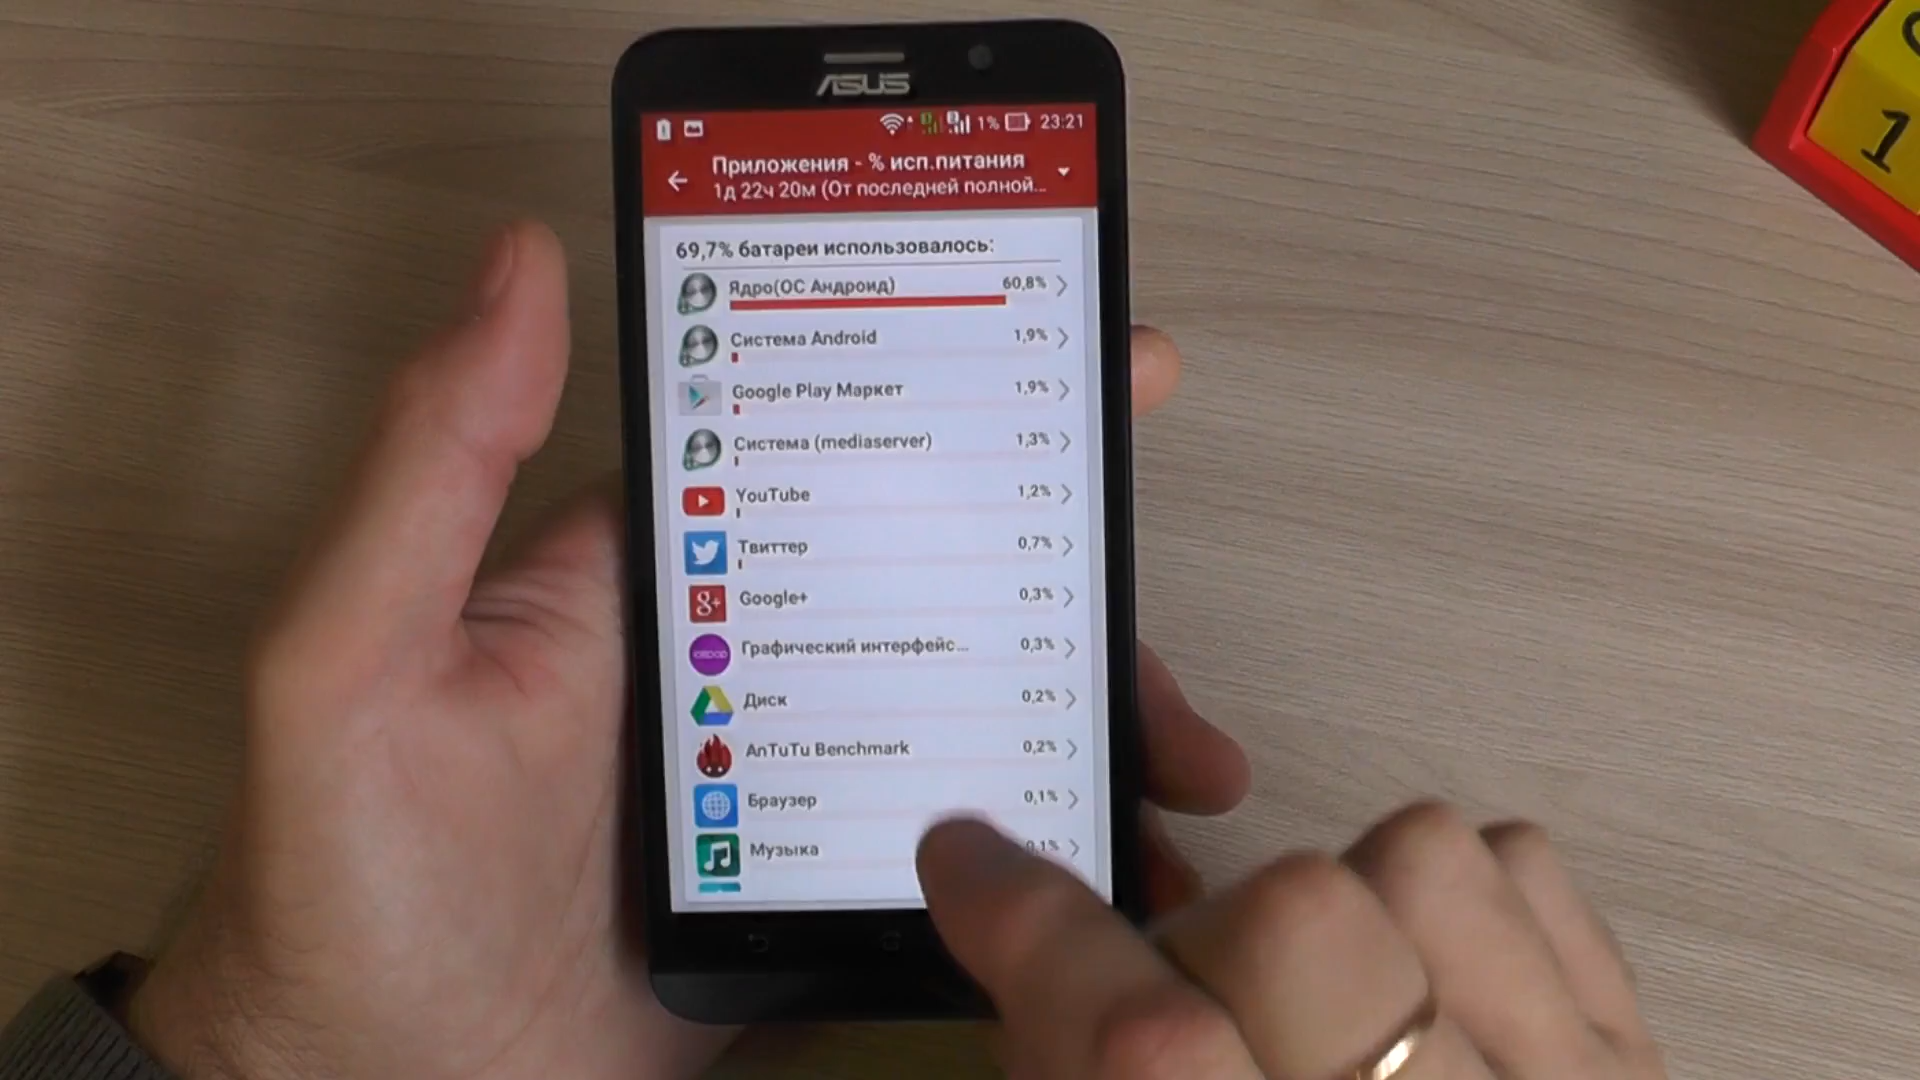 ASUS
1% 23:21
Приложения - % исп.питания
1д 22ч 20м (От последней полной...
69,7% батареи использовалось:
Ядро(ОС Андроид) 60,8%
Система Android 1,9%
Google Play Маркет 1,9%
Система (mediaserver) 1,3%
YouTube 1,2%
Твиттер 0,7%
Google+ 0,3%
Графический интерфейс... 0,3%
Диск 0,2%
AnTuTu Benchmark 0,2%
Браузер 0,1%
Музыка 0,1%
1